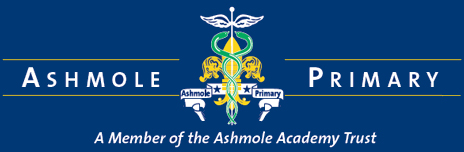 ASHMOLE PRIMARY
Ashmole Primary
A Member of the Ashmole Academy Trust